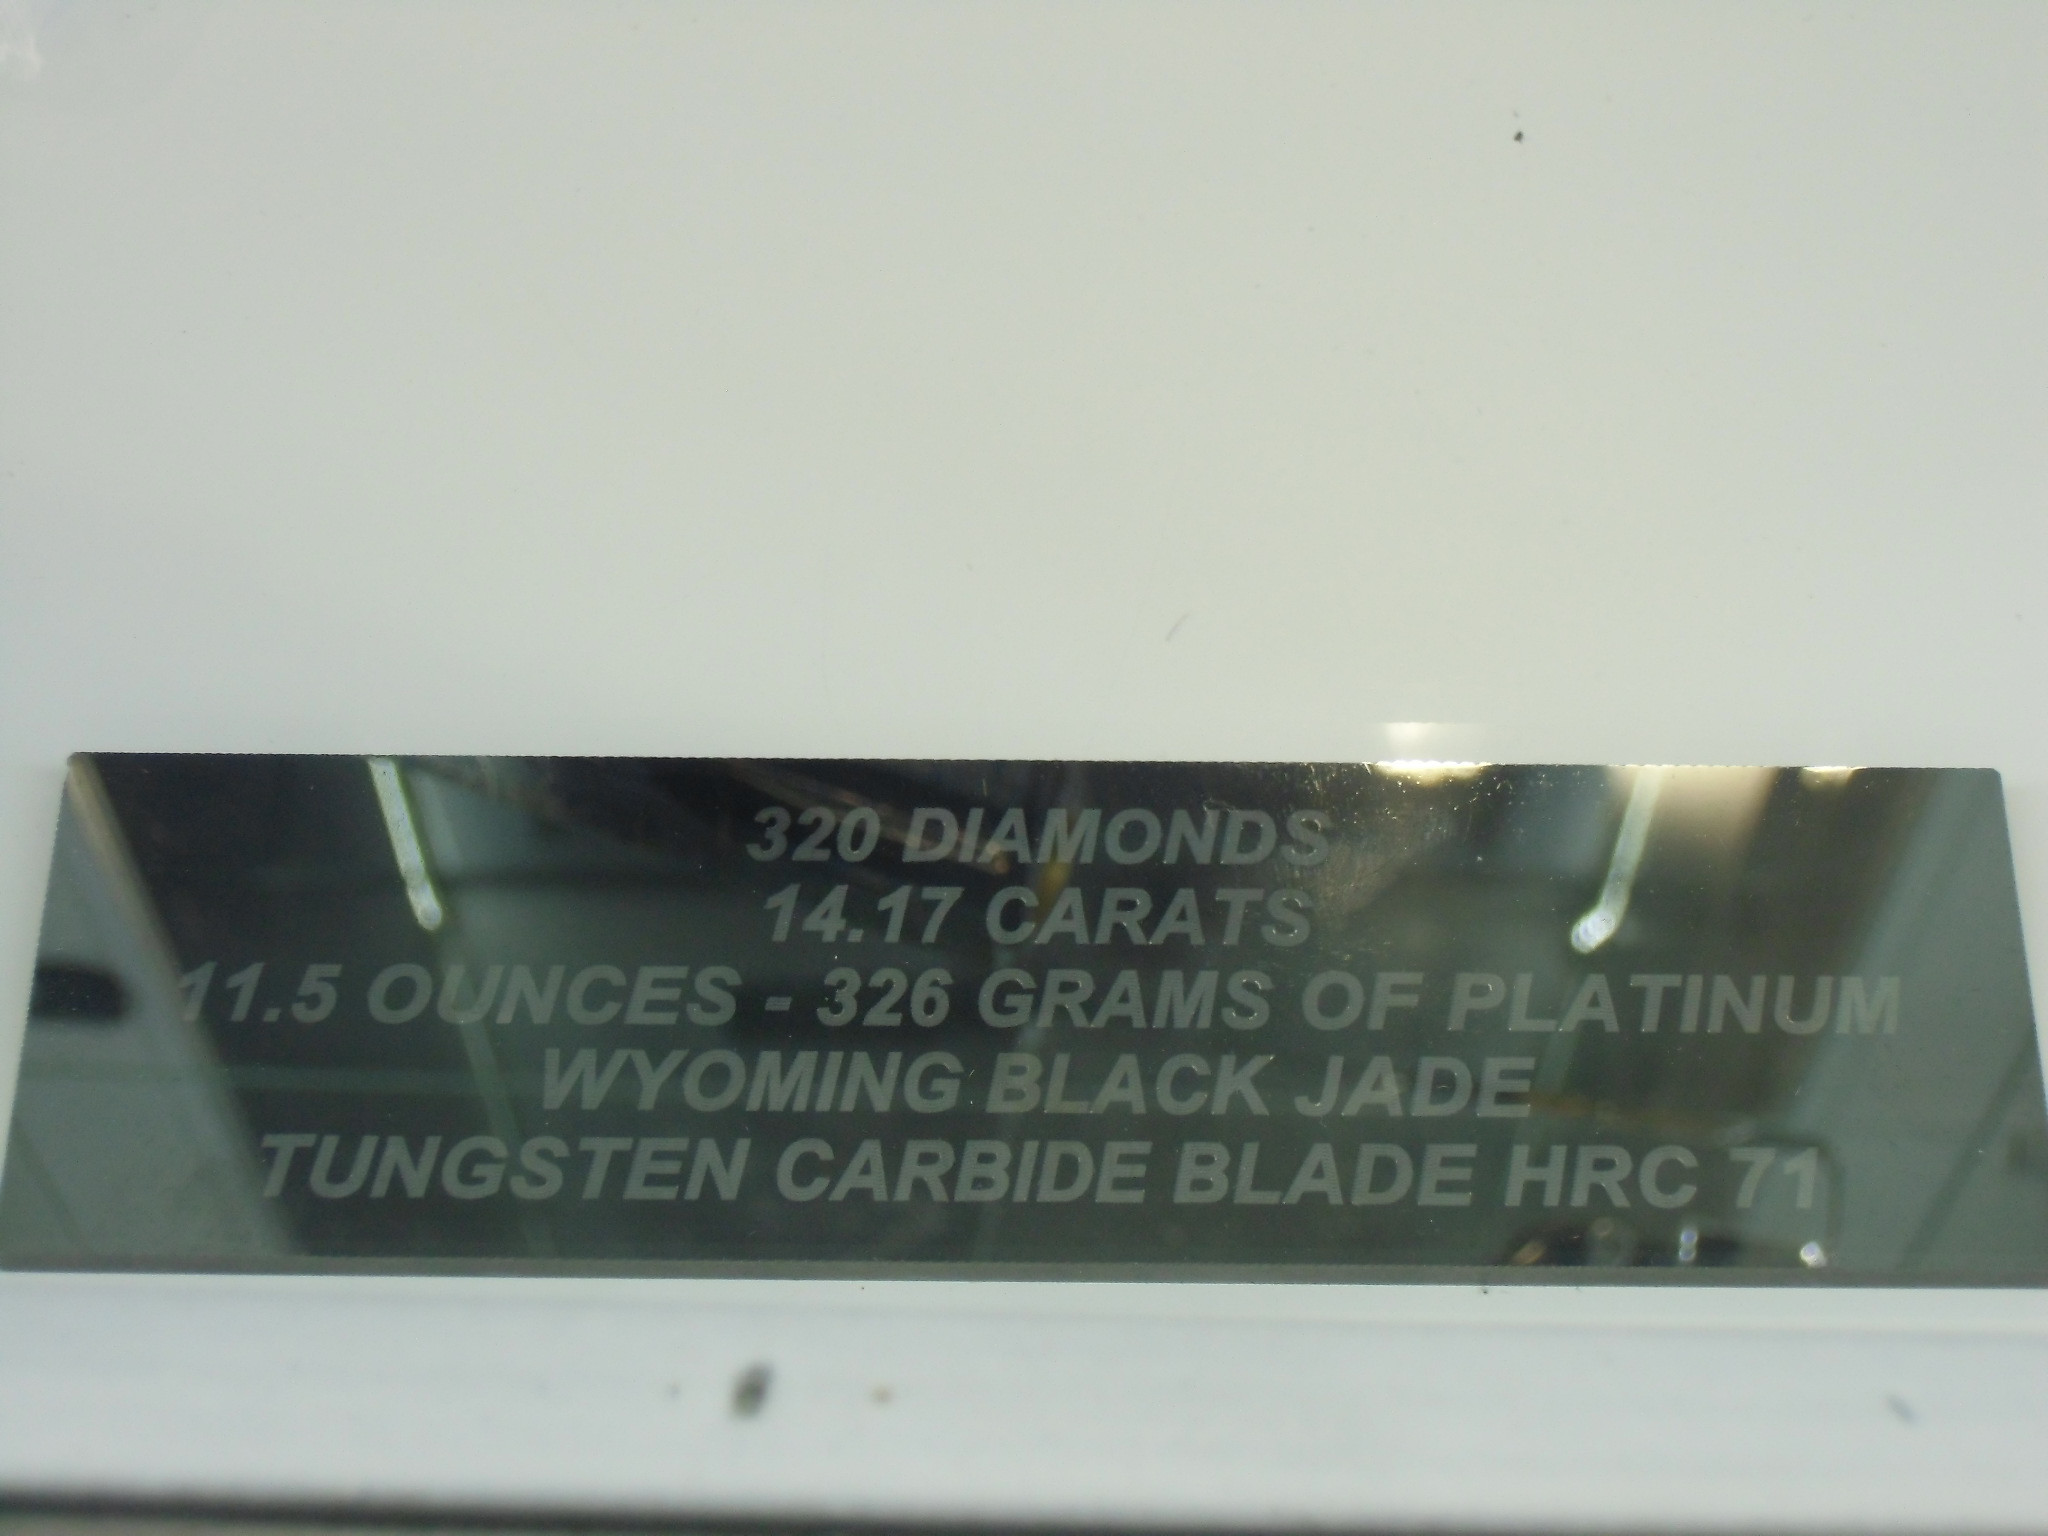 320 DIAMONDS
14.17 CARATS
11.5 OUNCES - 326 GRAMS OF PLATINUM
WYOMING BLACK JADE
TUNGSTEN CARBIDE BLADE HRC 71